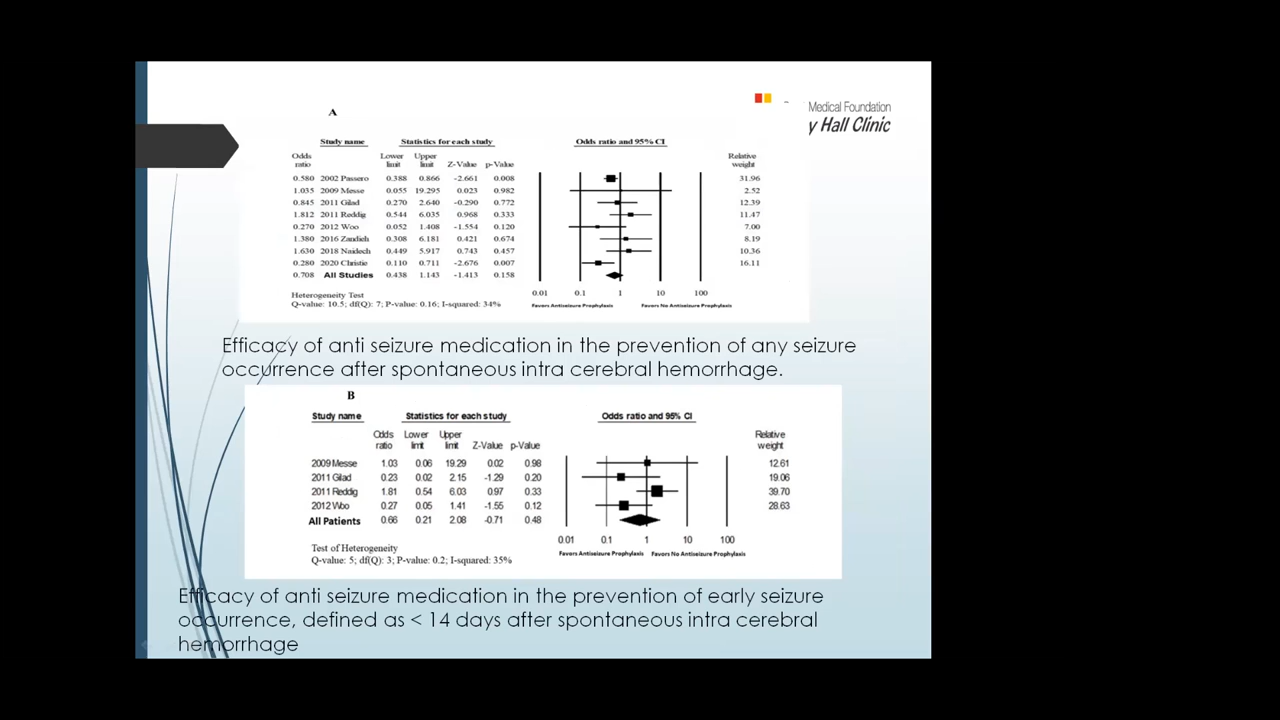 Medical Foundation
y Hall Clinic
A
Study name Statistics for each study Odds ratio and 95% CI
Odds ratio Lower limit Upper limit Z-Value p-Value Relative weight
0.580 2002 Passero 0.388 0.866 -2.661 0.008 31.96
1.035 2009 Messe 0.055 19.295 0.023 0.982 2.52
0.845 2011 Gilad 0.270 2.640 -0.290 0.772 12.39
1.812 2011 Reddig 0.544 6.035 0.968 0.333 11.47
0.270 2012 Woo 0.052 1.408 -1.554 0.120 7.00
1.380 2016 Zandieh 0.308 6.181 0.421 0.674 8.19
1.630 2018 Naidech 0.449 5.917 0.743 0.457 10.36
0.280 2020 Christie 0.110 0.711 -2.676 0.007 16.11
0.708 All Studies 0.438 1.143 -1.413 0.158
0.01 0.1 1 10 100
Heterogeneity Test
Q-value: 10.5; df(Q): 7; P-value: 0.16; I-squared: 34%
Favors Antiseizure Prophylaxis Favors No Antiseizure Prophylaxis
Efficacy of anti seizure medication in the prevention of any seizure
occurrence after spontaneous intra cerebral hemorrhage.
B
Study name Statistics for each study Odds ratio and 95% CI
Odds ratio Lower limit Upper limit Z-Value p-Value Relative weight
2009 Messe 1.03 0.06 19.29 0.02 0.98 12.61
2011 Gilad 0.23 0.02 2.15 -1.29 0.20 19.06
2011 Reddig 1.81 0.54 6.03 0.97 0.33 39.70
2012 Woo 0.27 0.05 1.41 -1.55 0.12 28.63
All Patients 0.66 0.21 2.08 -0.71 0.48
0.01 0.1 1 10 100
Test of Heterogeneity
Favors Antiseizure Prophylaxis Favors No Antiseizure Prophylaxis
Q-value: 5; df(Q): 3; P-value: 0.2; I-squared: 35%
Efficacy of anti seizure medication in the prevention of early seizure
occurrence, defined as < 14 days after spontaneous intra cerebral
hemorrhage